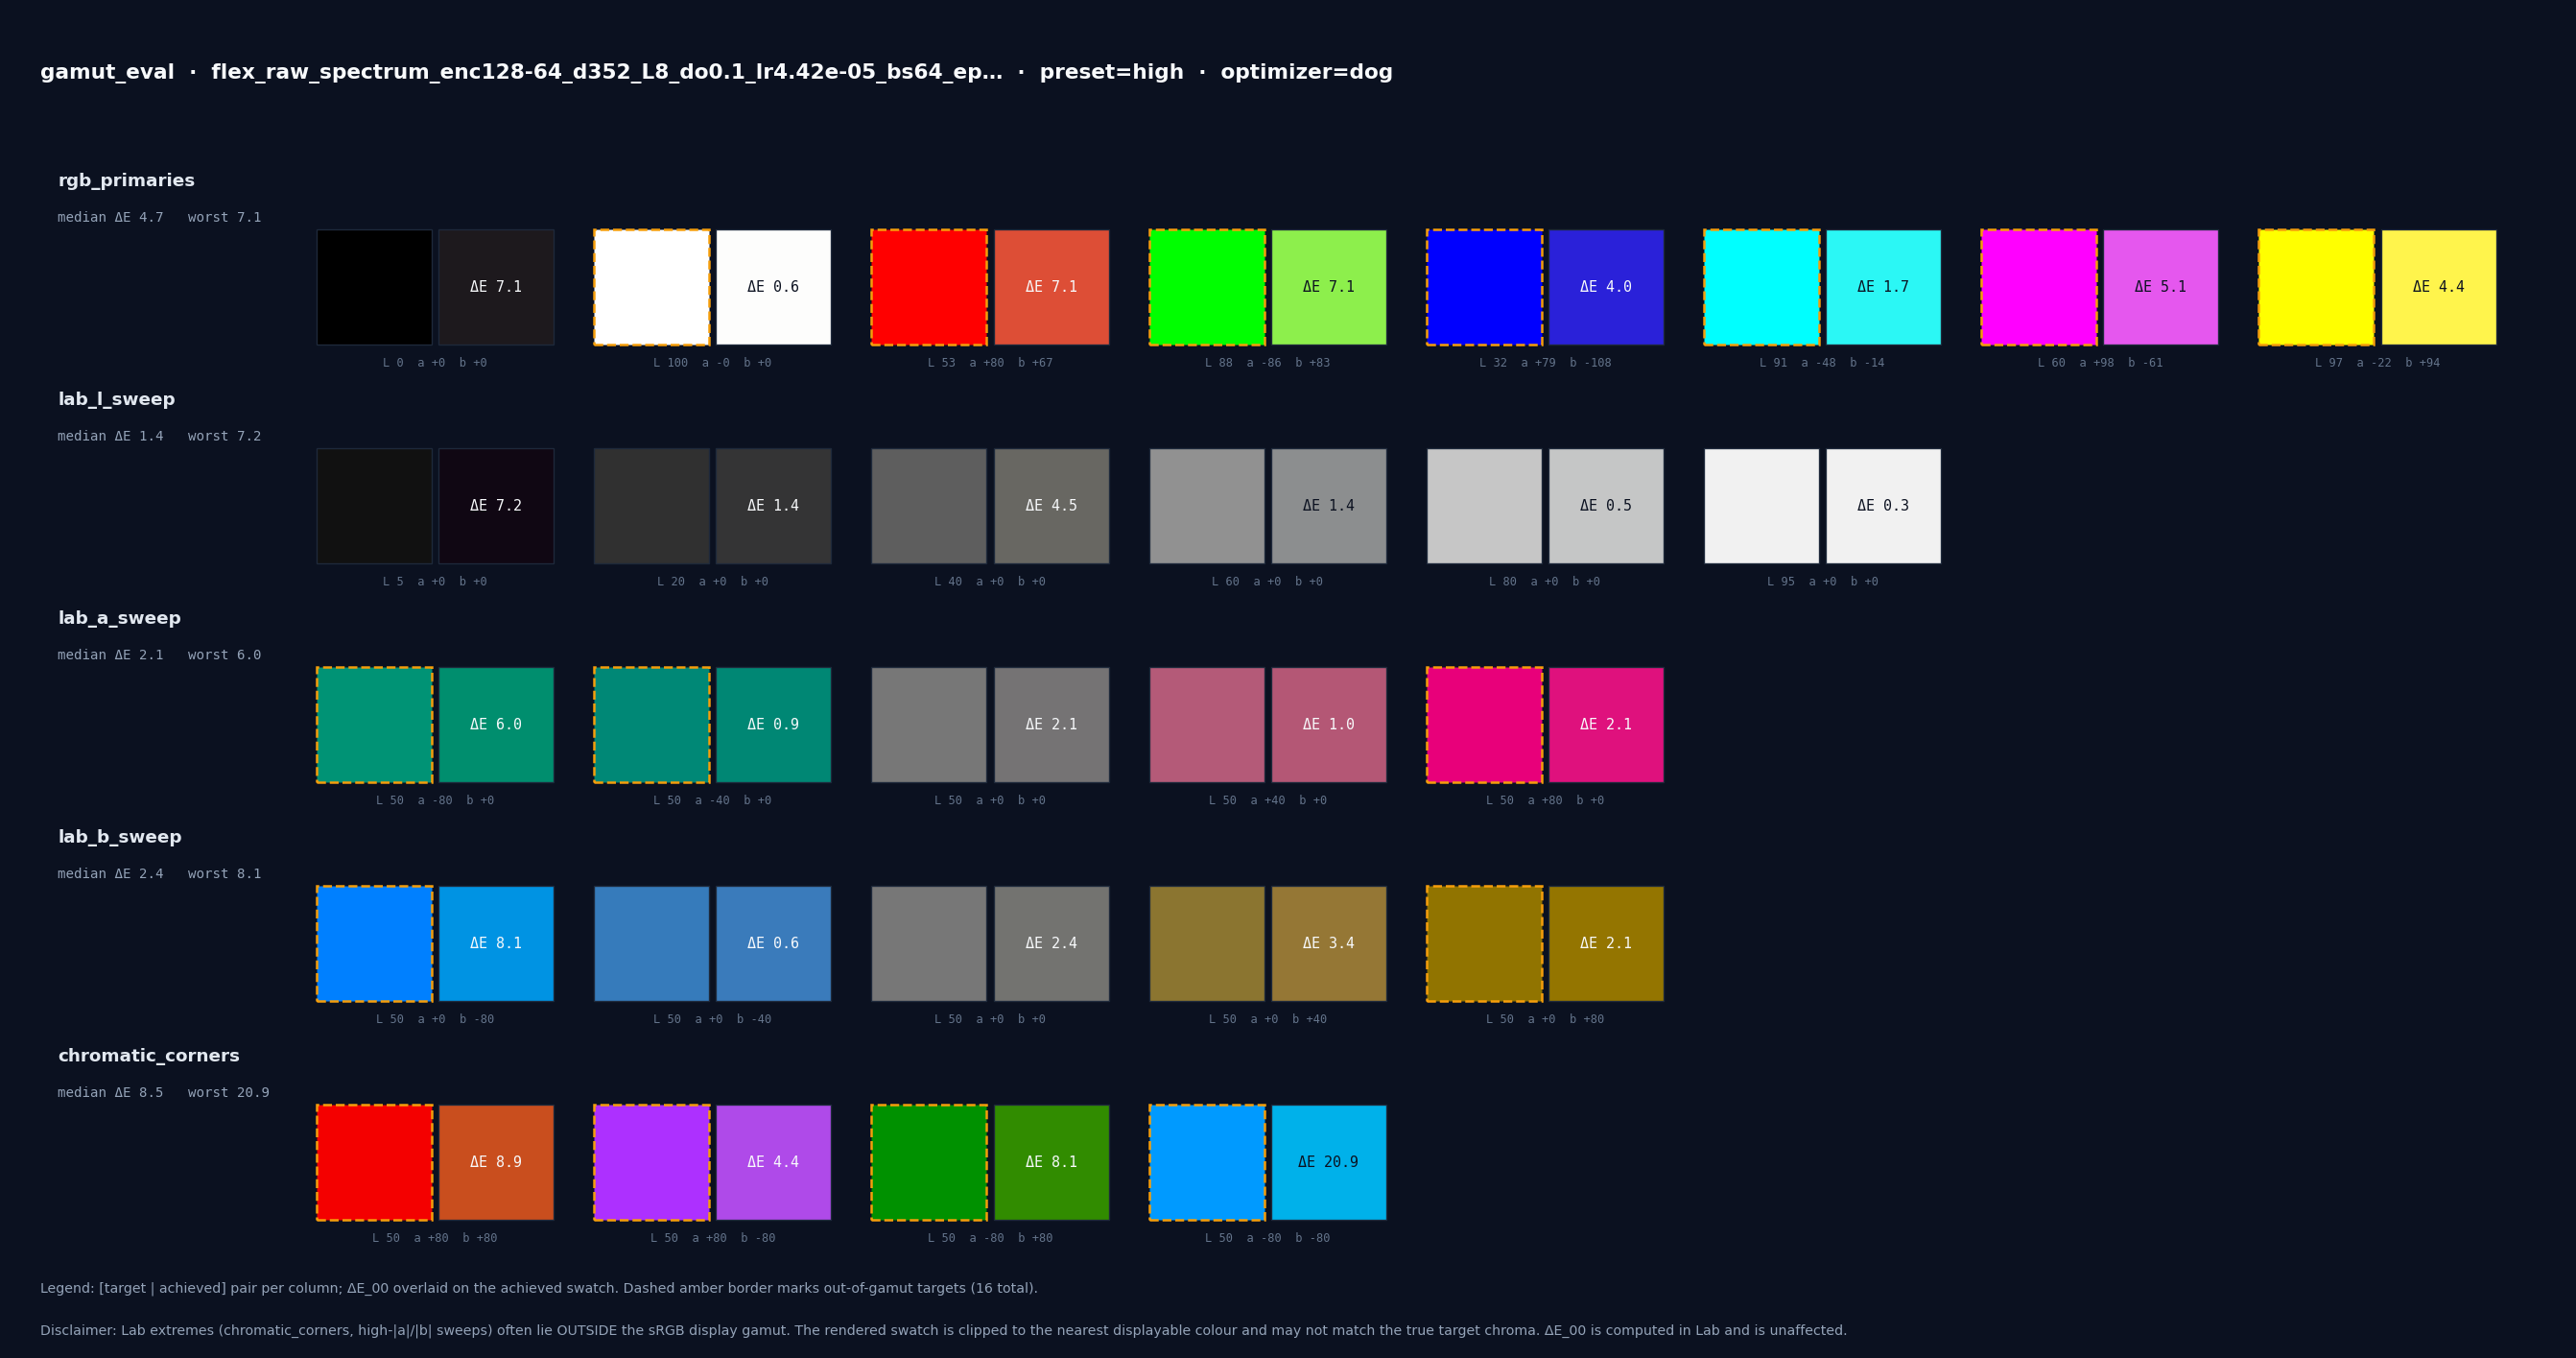 gamut_eval · flex_raw_spectrum_enc128-64_d352_L8_do0.1_lr4.42e-05_bs64_ep… · preset=high · optimizer=dog
rgb_primaries
median ΔE 4.7 worst 7.1
ΔE 7.1 ΔE 0.6 ΔE 7.1 ΔE 7.1 ΔE 4.0 ΔE 1.7 ΔE 5.1 ΔE 4.4
L 0 a +0 b +0 L 100 a -0 b +0 L 53 a +80 b +67 L 88 a -86 b +83 L 32 a +79 b -108 L 91 a -48 b -14 L 60 a +98 b -61 L 97 a -22 b +94
lab_l_sweep
median ΔE 1.4 worst 7.2
ΔE 7.2 ΔE 1.4 ΔE 4.5 ΔE 1.4 ΔE 0.5 ΔE 0.3
L 5 a +0 b +0 L 20 a +0 b +0 L 40 a +0 b +0 L 60 a +0 b +0 L 80 a +0 b +0 L 95 a +0 b +0
lab_a_sweep
median ΔE 2.1 worst 6.0
ΔE 6.0 ΔE 0.9 ΔE 2.1 ΔE 1.0 ΔE 2.1
L 50 a -80 b +0 L 50 a -40 b +0 L 50 a +0 b +0 L 50 a +40 b +0 L 50 a +80 b +0
lab_b_sweep
median ΔE 2.4 worst 8.1
ΔE 8.1 ΔE 0.6 ΔE 2.4 ΔE 3.4 ΔE 2.1
L 50 a +0 b -80 L 50 a +0 b -40 L 50 a +0 b +0 L 50 a +0 b +40 L 50 a +0 b +80
chromatic_corners
median ΔE 8.5 worst 20.9
ΔE 8.9 ΔE 4.4 ΔE 8.1 ΔE 20.9
L 50 a +80 b +80 L 50 a +80 b -80 L 50 a -80 b +80 L 50 a -80 b -80
Legend: [target | achieved] pair per column; ΔE_00 overlaid on the achieved swatch. Dashed amber border marks out-of-gamut targets (16 total).
Disclaimer: Lab extremes (chromatic_corners, high-|a|/|b| sweeps) often lie OUTSIDE the sRGB display gamut. The rendered swatch is clipped to the nearest displayable colour and may not match the true target chroma. ΔE_00 is computed in Lab and is unaffected.